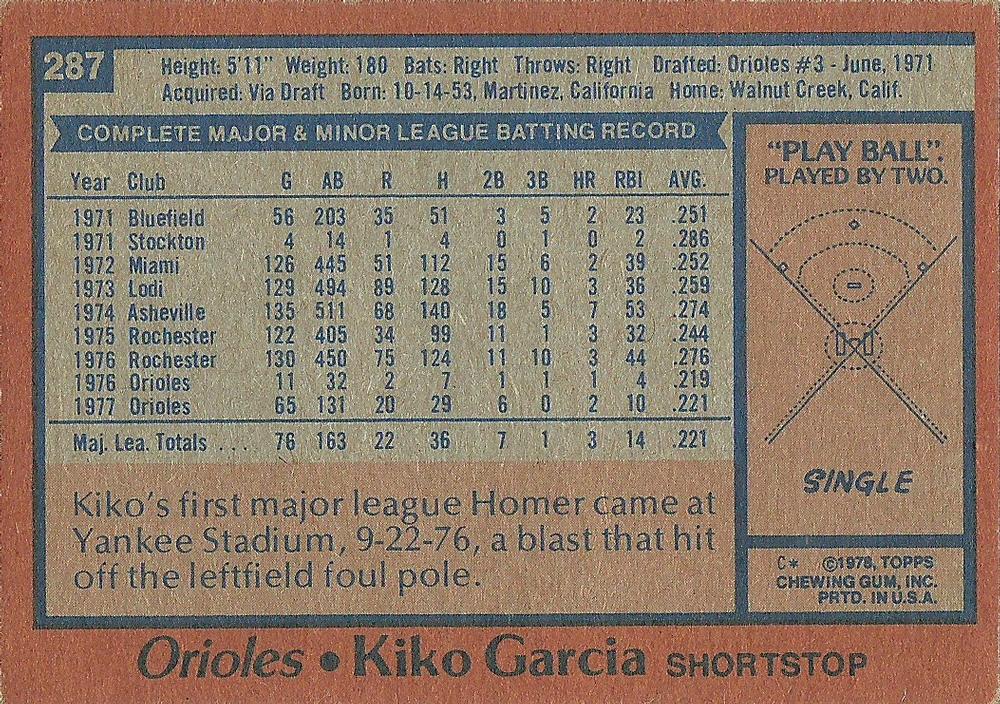 287
Height: 5'11" Weight: 180 Bats: Right Throws: Right Drafted: Orioles #3 - June, 1971
Acquired: Via Draft Born: 10-14-53, Martinez, California Home: Walnut Creek, Calif.
COMPLETE MAJOR & MINOR LEAGUE BATTING RECORD
Year Club G AB R H 2B 3B HR RBI AVG.
1971 Bluefield 56 203 35 51 3 5 2 23 .251
1971 Stockton 4 14 1 4 0 1 0 2 .286
1972 Miami 126 445 51 112 15 6 2 39 .252
1973 Lodi 129 494 89 128 15 10 3 36 .259
1974 Asheville 135 511 68 140 18 5 7 53 .274
1975 Rochester 122 405 34 99 11 1 3 32 .244
1976 Rochester 130 450 75 124 11 10 3 44 .276
1976 Orioles 11 32 2 7 1 1 1 4 .219
1977 Orioles 65 131 20 29 6 0 2 10 .221
Maj. Lea. Totals ... 76 163 22 36 7 1 3 14 .221
Kiko's first major league Homer came at
Yankee Stadium, 9-22-76, a blast that hit
off the leftfield foul pole.
"PLAY BALL".
PLAYED BY TWO.
SINGLE
C* ©1978, TOPPS
CHEWING GUM, INC.
PRTD. IN U.S.A.
Orioles • Kiko Garcia SHORTSTOP